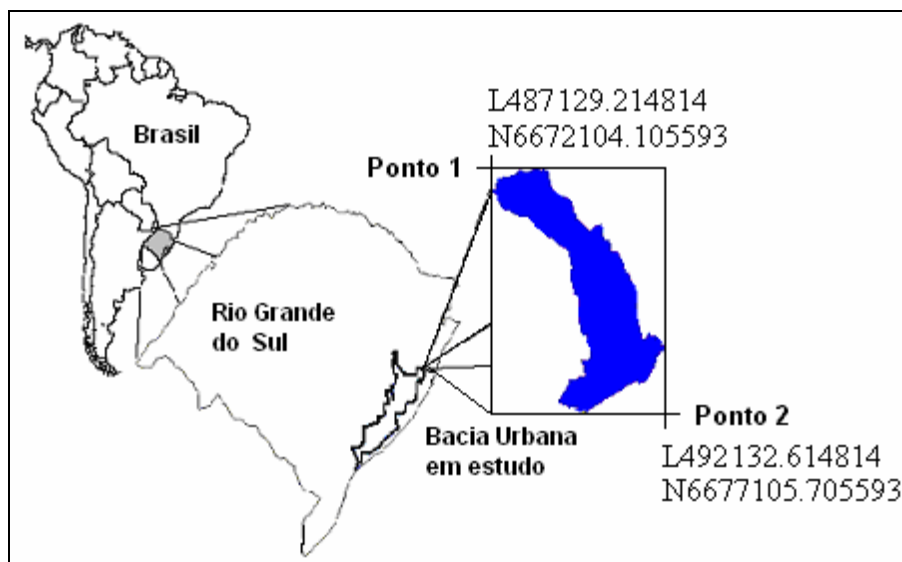 L487129.214814
N6672104.105593
Brasil
Ponto 1
Rio Grande
do Sul
Bacia Urbana
em estudo
Ponto 2
L492132.614814
N6677105.705593